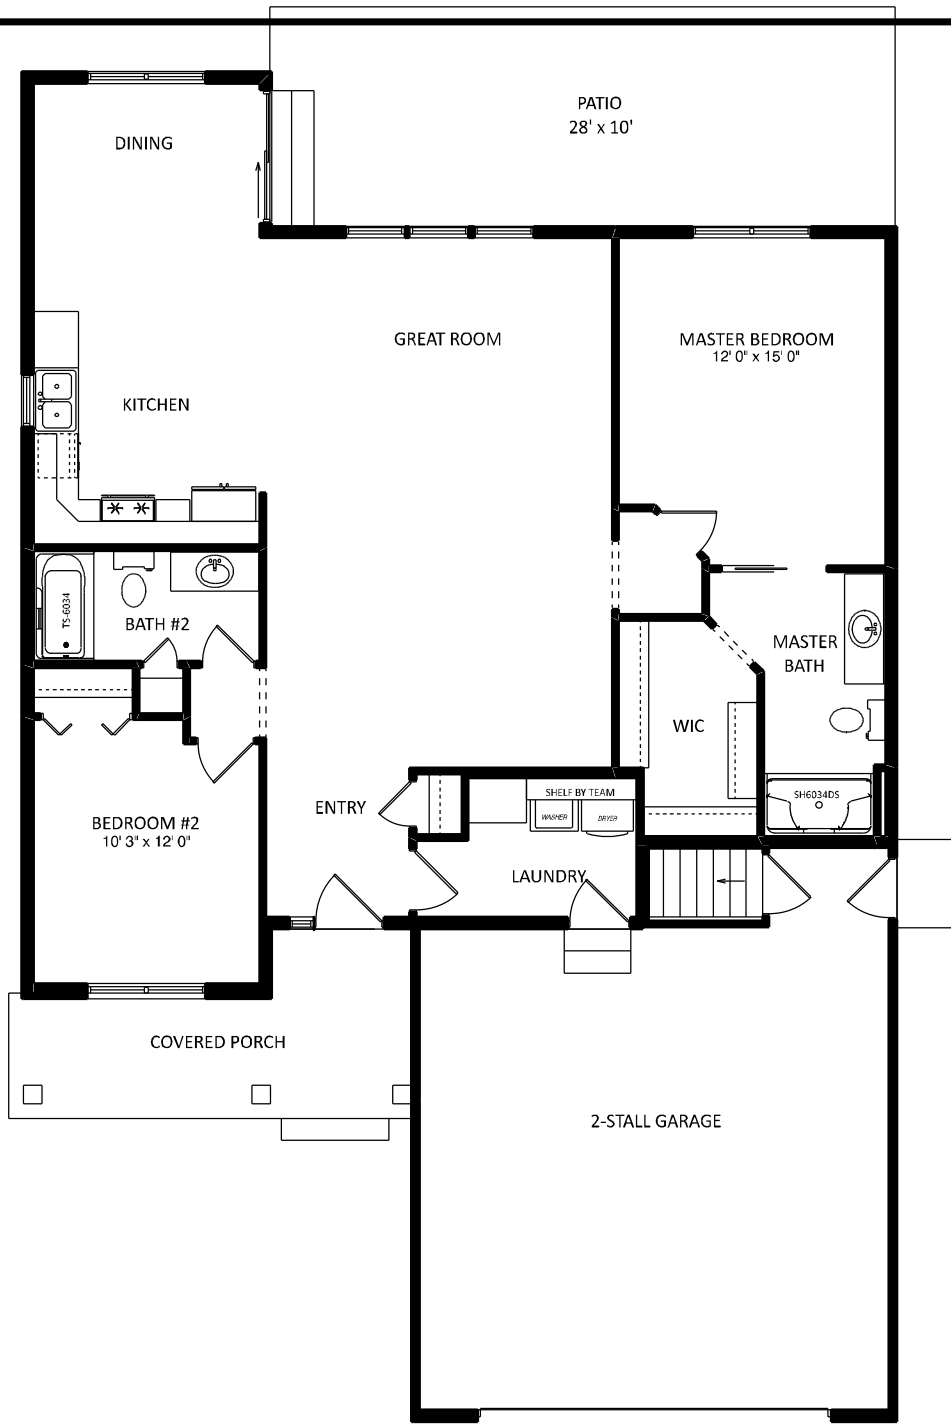 PATIO
28' x 10'
DINING
GREAT ROOM
MASTER BEDROOM
12' 0" x 15' 0"
KITCHEN
TS-6034
BATH #2
MASTER
BATH
WIC
SHELF BY TEAM
SH6034DS
ENTRY
WASHER
DRYER
BEDROOM #2
10' 3" x 12' 0"
LAUNDRY
COVERED PORCH
2-STALL GARAGE